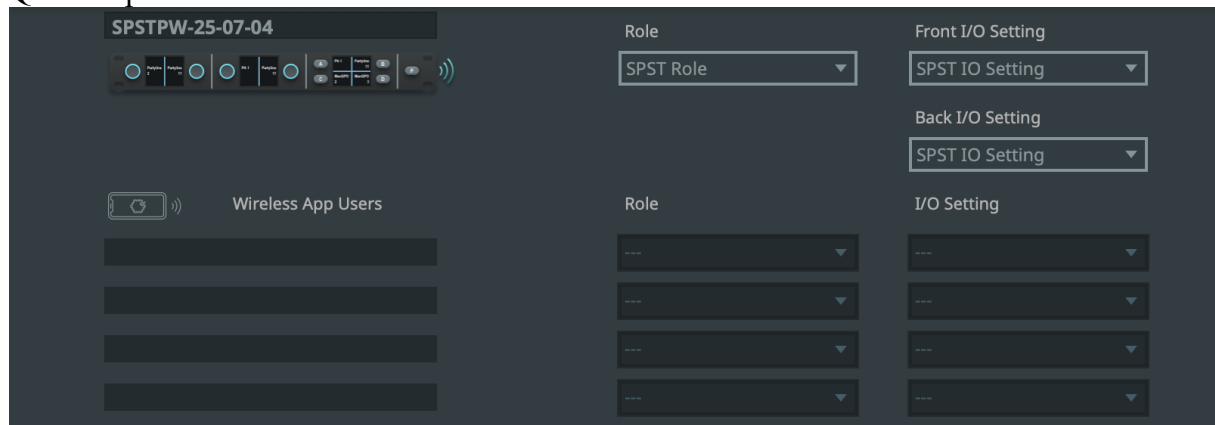 SPSTPW-25-07-04
Role
Front I/O Setting
SPST Role
SPST IO Setting
Back I/O Setting
SPST IO Setting
Wireless App Users
Role
I/O Setting
---
---
---
---
---
---
---
---